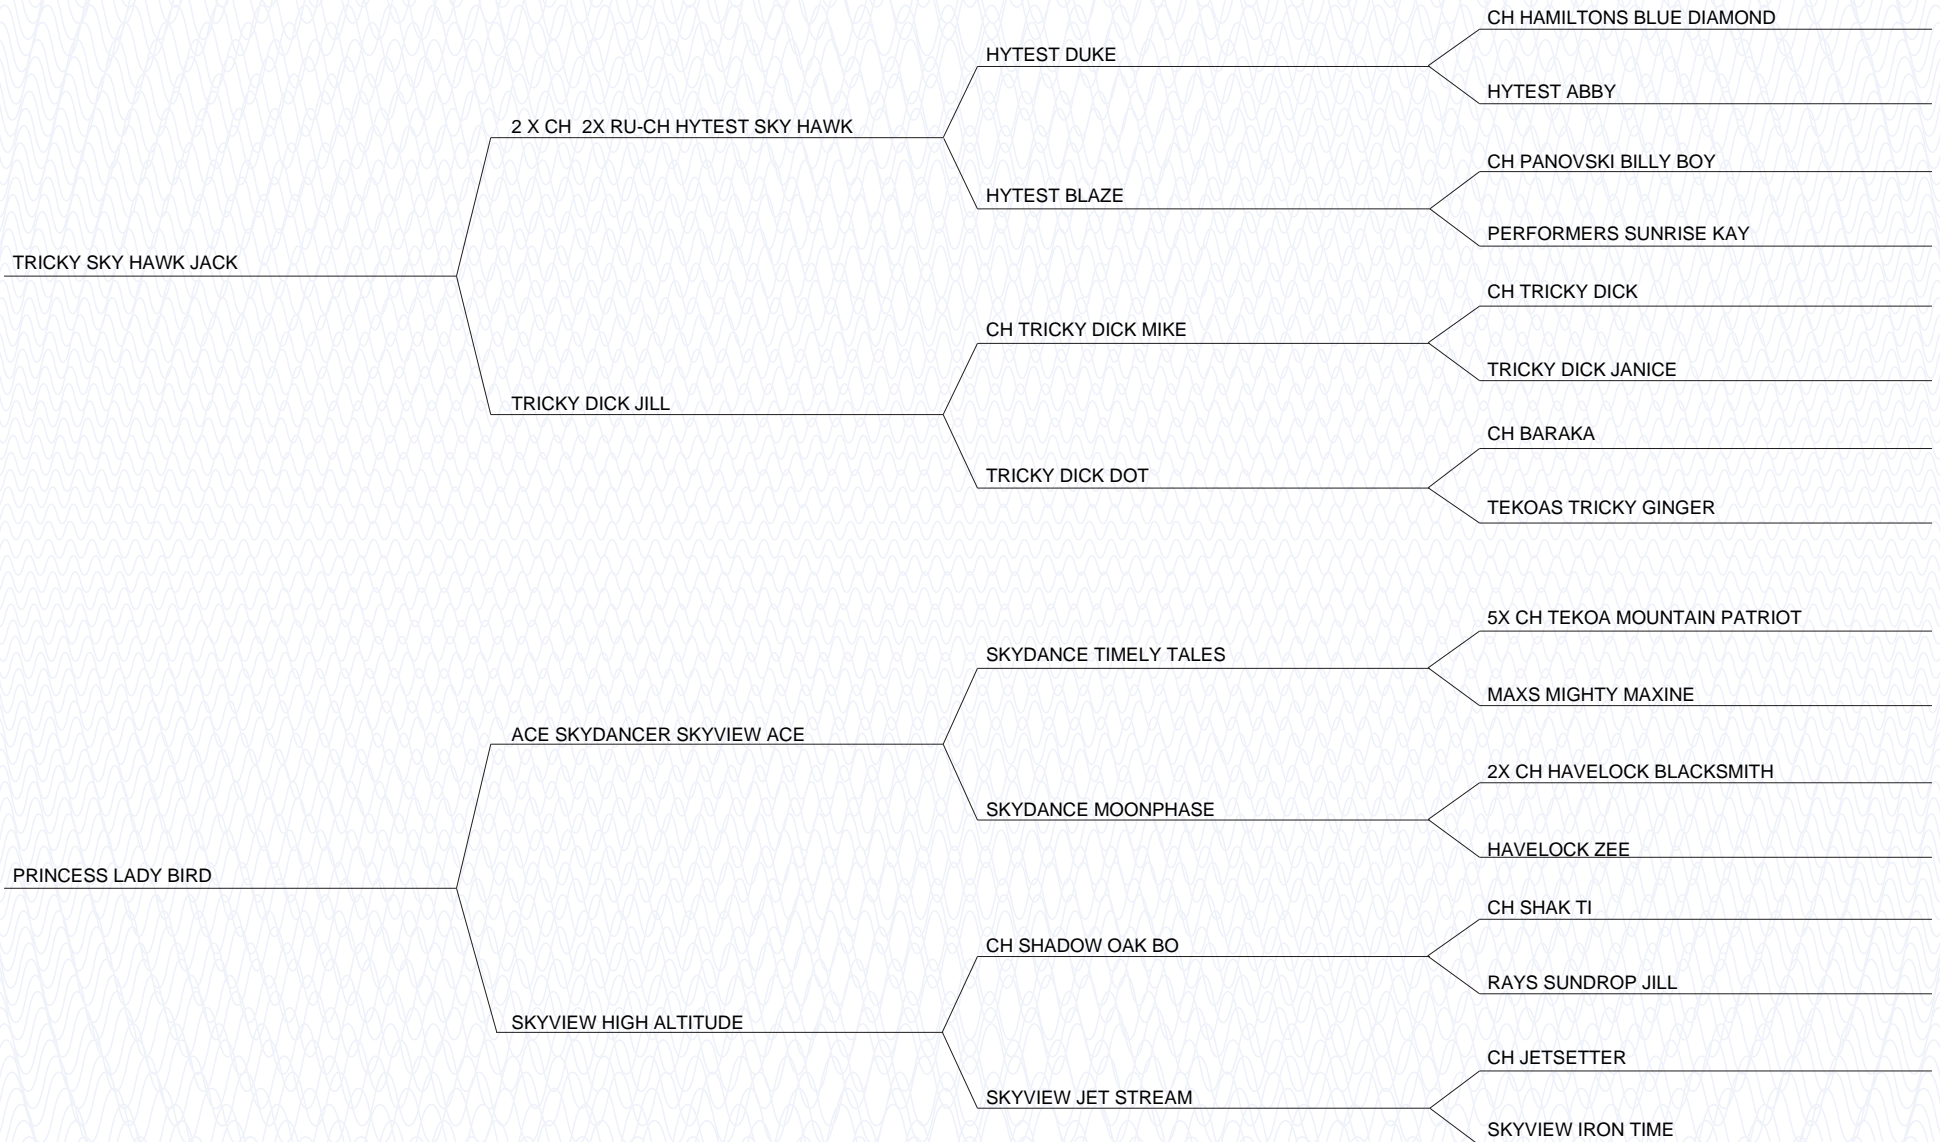 CH HAMILTONS BLUE DIAMOND
HYTEST DUKE
HYTEST ABBY
2 X CH  2X RU-CH HYTEST SKY HAWK
CH PANOVSKI BILLY BOY
HYTEST BLAZE
PERFORMERS SUNRISE KAY
TRICKY SKY HAWK JACK
CH TRICKY DICK
CH TRICKY DICK MIKE
TRICKY DICK JANICE
TRICKY DICK JILL
CH BARAKA
TRICKY DICK DOT
TEKOAS TRICKY GINGER
5X CH TEKOA MOUNTAIN PATRIOT
SKYDANCE TIMELY TALES
MAXS MIGHTY MAXINE
ACE SKYDANCER SKYVIEW ACE
2X CH HAVELOCK BLACKSMITH
SKYDANCE MOONPHASE
HAVELOCK ZEE
PRINCESS LADY BIRD
CH SHAK TI
CH SHADOW OAK BO
RAYS SUNDROP JILL
SKYVIEW HIGH ALTITUDE
CH JETSETTER
SKYVIEW JET STREAM
SKYVIEW IRON TIME